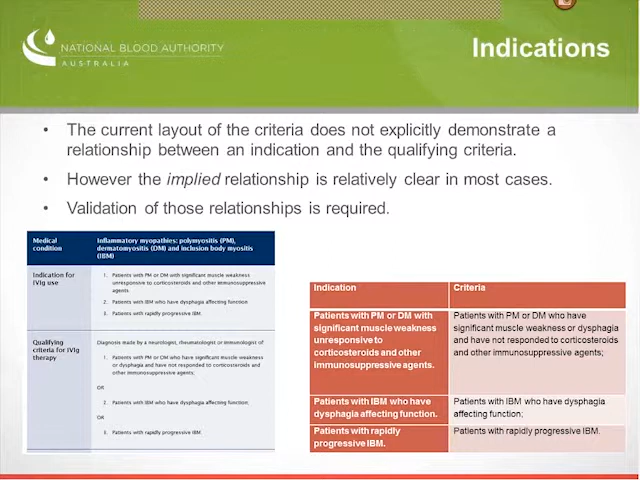 NATIONAL BLOOD AUTHORITY
AUSTRALIA
Indications
• The current layout of the criteria does not explicitly demonstrate a
relationship between an indication and the qualifying criteria.
• However the implied relationship is relatively clear in most cases.
• Validation of those relationships is required.
Medical
condition
Inflammatory myopathies: polymyositis (PM),
dermatomyositis (DM) and inclusion body myositis
(IBM)
Indication for
IVIg use
1. Patients with PM or DM with significant muscle weakness
unresponsive to corticosteroids and other immunosuppressive
agents.
2. Patients with IBM who have dysphagia affecting function
3. Patients with rapidly progressive IBM.
Qualifying
criteria for IVIg
therapy
Diagnosis made by a neurologist, rheumatologist or immunologist of:
1. Patients with PM or DM who have significant muscle weakness
or dysphagia and have not responded to corticosteroids and
other immunosuppressive agents;
OR
2. Patients with IBM who have dysphagia affecting function;
OR
3. Patients with rapidly progressive IBM.
Indication
Criteria
Patients with PM or DM with
significant muscle weakness
unresponsive to
corticosteroids and other
immunosuppressive agents.
Patients with PM or DM who have
significant muscle weakness or dysphagia
and have not responded to corticosteroids
and other immunosuppressive agents;
Patients with IBM who have
dysphagia affecting function.
Patients with IBM who have dysphagia
affecting function;
Patients with rapidly
progressive IBM.
Patients with rapidly progressive IBM.